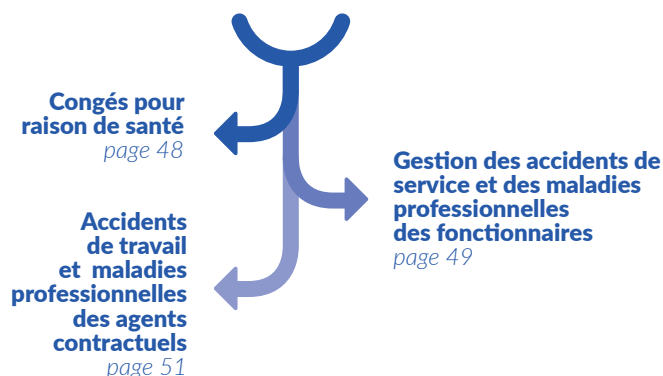 Congés pour
raison de santé
page 48
Gestion des accidents de
service et des maladies
professionnelles
des fonctionnaires
page 49
Accidents
de travail
et maladies
professionnelles
des agents
contractuels
page 51